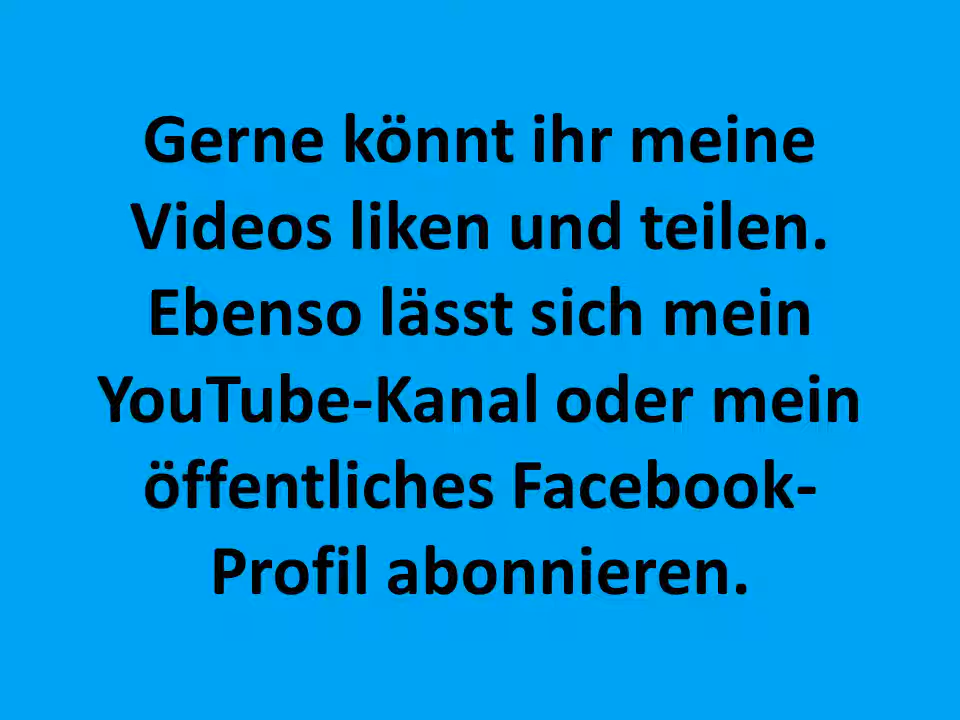 Gerne könnt ihr meine
Videos liken und teilen.
Ebenso lässt sich mein
YouTube-Kanal oder mein
öffentliches Facebook-
Profil abonnieren.